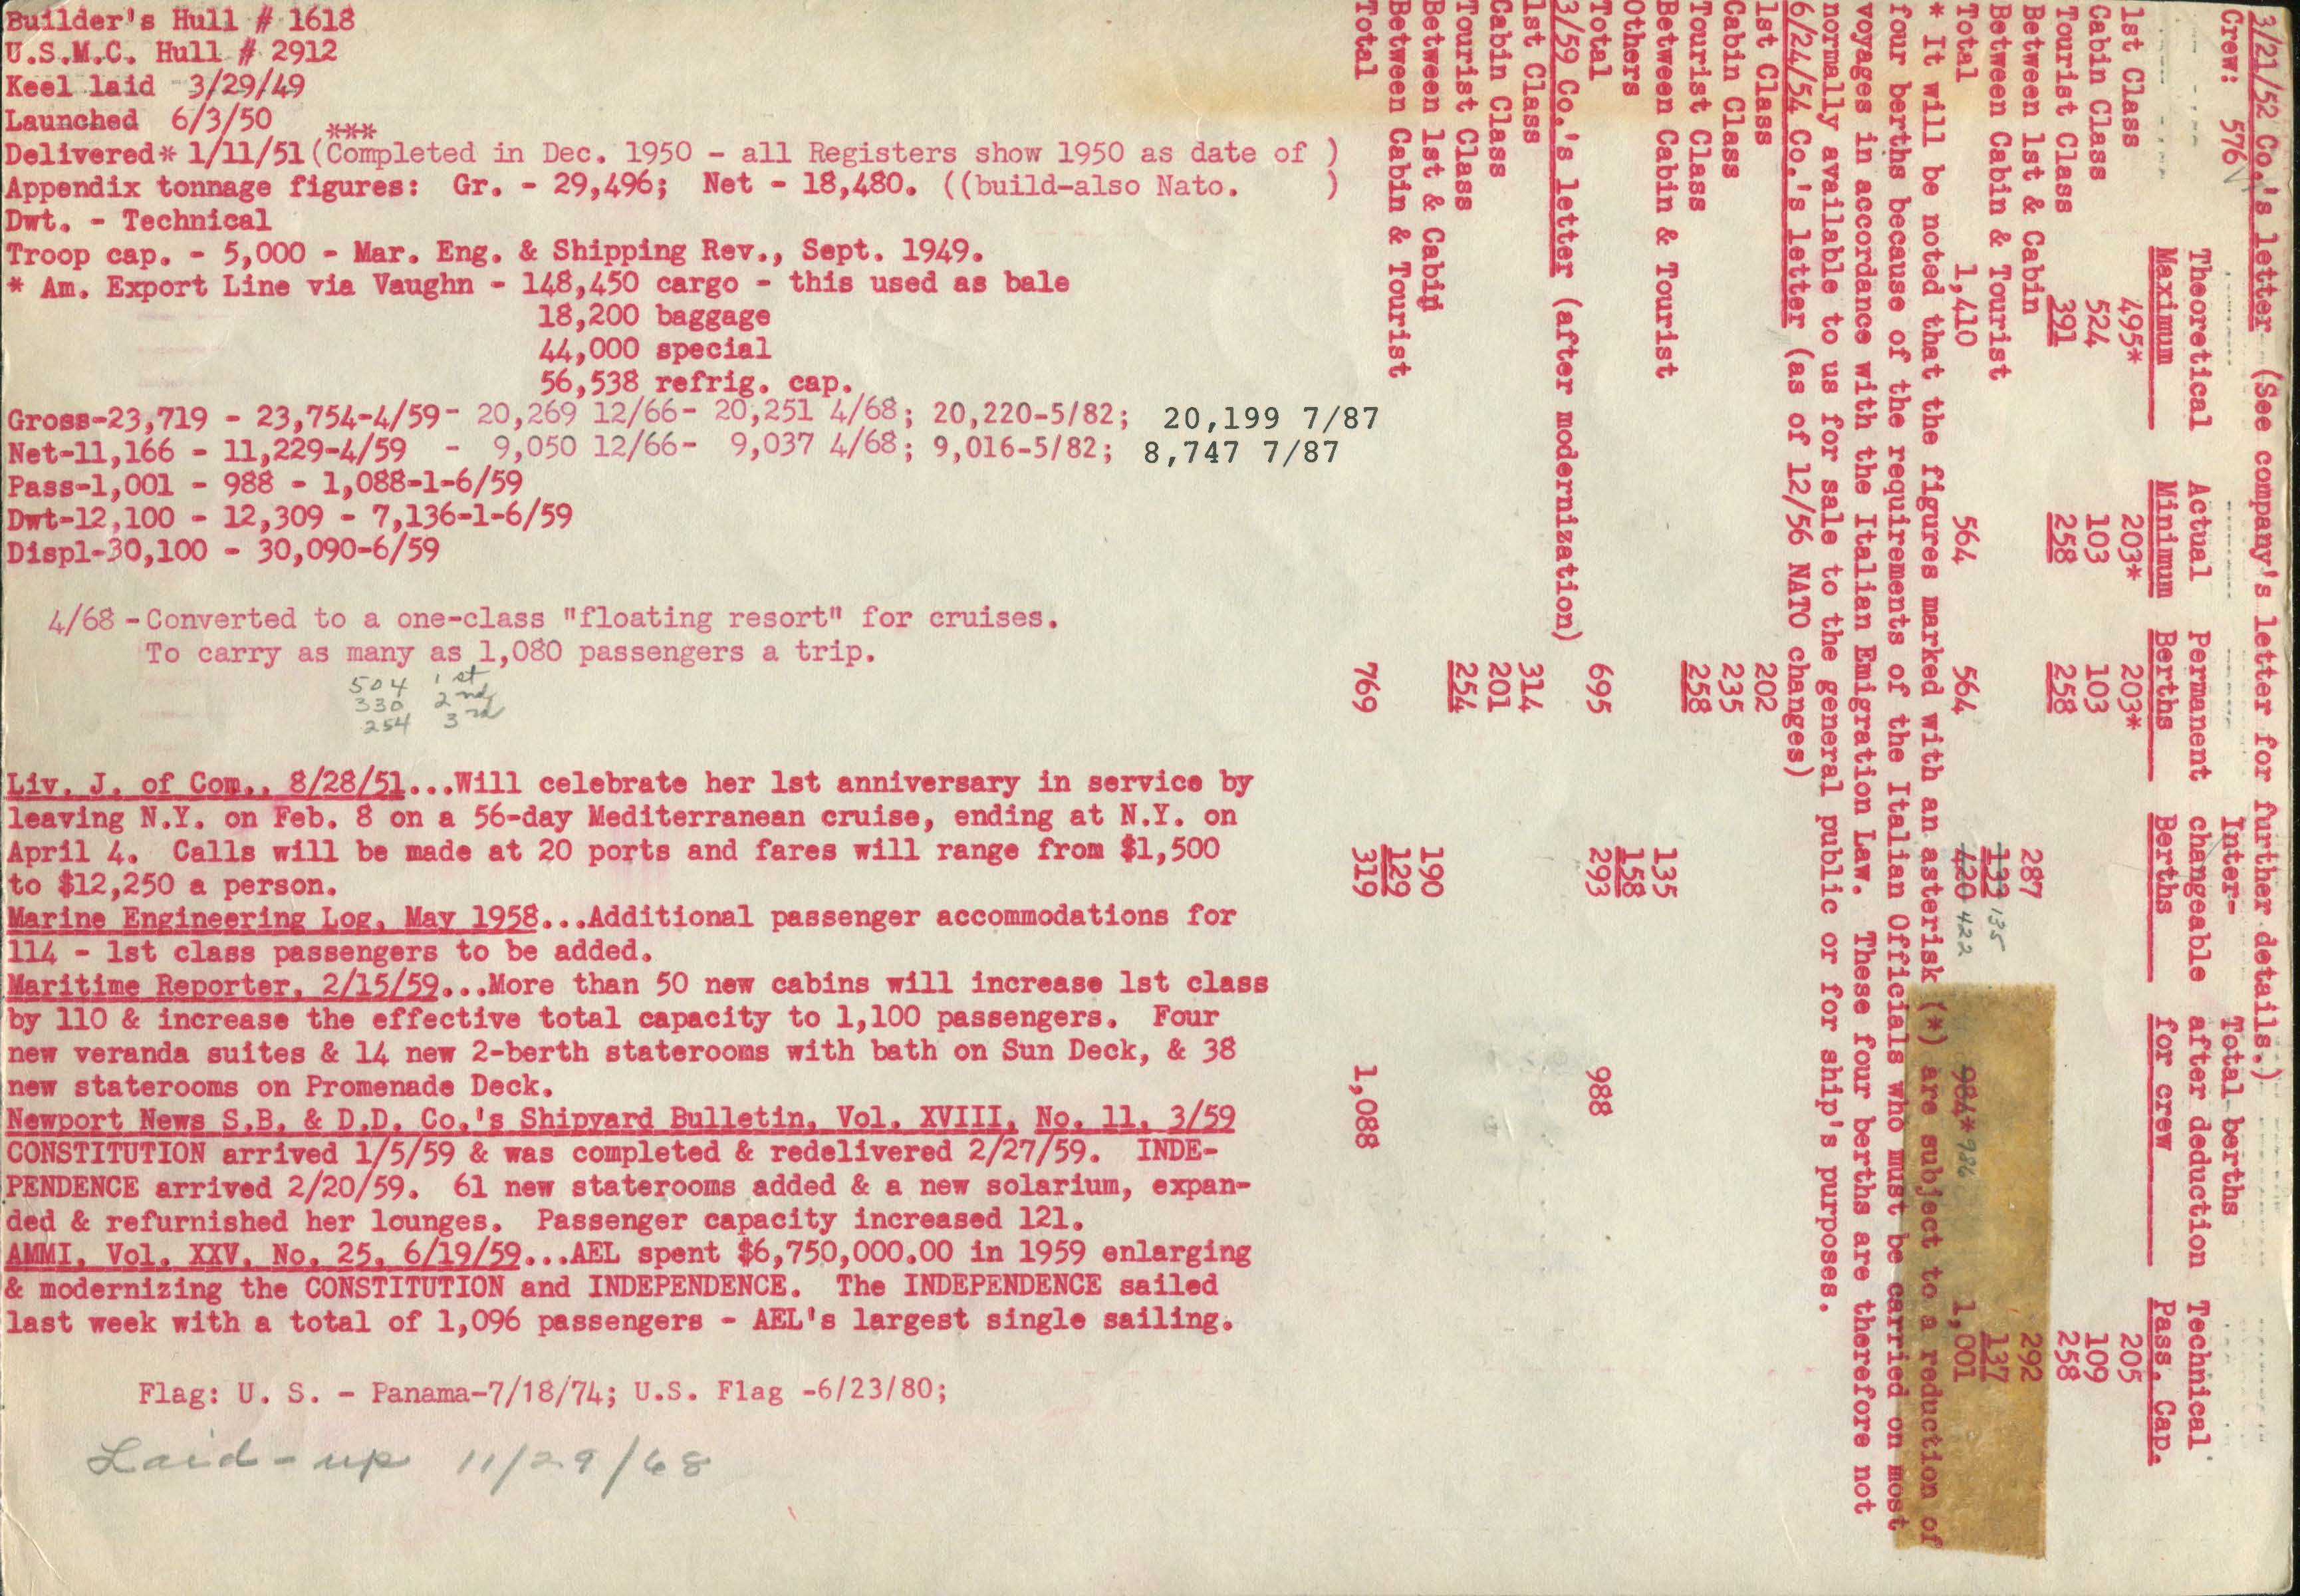 Builder's Hull # 1618
U.S.M.C. Hull # 2912
Keel laid 3/29/49
Launched 6/3/50
***
Delivered* 1/11/51 (Completed in Dec. 1950 - all Registers show 1950 as date of )
Appendix tonnage figures: Gr. - 29,496; Net - 18,480. ((build-also Nato. )
Dwt. - Technical
Troop cap. - 5,000 - Mar. Eng. & Shipping Rev., Sept. 1949.
* Am. Export Line via Vaughn - 148,450 cargo - this used as bale
18,200 baggage
44,000 special
56,538 refrig. cap.
Gross-23,719 - 23,754-4/59- 20,269 12/66- 20,251 4/68; 20,220-5/82; 20,199 7/87
Net-11,166 - 11,229-4/59 - 9,050 12/66- 9,037 4/68; 9,016-5/82; 8,747 7/87
Pass-1,001 - 988 - 1,088-1-6/59
Dwt-12,100 - 12,309 - 7,136-1-6/59
Displ-30,100 - 30,090-6/59
4/68 - Converted to a one-class "floating resort" for cruises.
To carry as many as 1,080 passengers a trip.
504 1st
330 2nd
254 3rd
Liv. J. of Com., 8/28/51...Will celebrate her 1st anniversary in service by
leaving N.Y. on Feb. 8 on a 56-day Mediterranean cruise, ending at N.Y. on
April 4. Calls will be made at 20 ports and fares will range from $1,500
to $12,250 a person.
Marine Engineering Log, May 1958...Additional passenger accommodations for
114 - 1st class passengers to be added.
Maritime Reporter, 2/15/59...More than 50 new cabins will increase 1st class
by 110 & increase the effective total capacity to 1,100 passengers. Four
new veranda suites & 14 new 2-berth staterooms with bath on Sun Deck, & 38
new staterooms on Promenade Deck.
Newport News S.B. & D.D. Co.'s Shipyard Bulletin, Vol. XVIII, No. 11, 3/59
CONSTITUTION arrived 1/5/59 & was completed & redelivered 2/27/59. INDE-
PENDENCE arrived 2/20/59. 61 new staterooms added & a new solarium, expan-
ded & refurnished her lounges. Passenger capacity increased 121.
AMMI, Vol. XXV, No. 25, 6/19/59...AEL spent $6,750,000.00 in 1959 enlarging
& modernizing the CONSTITUTION and INDEPENDENCE. The INDEPENDENCE sailed
last week with a total of 1,096 passengers - AEL's largest single sailing.
Flag: U. S. - Panama-7/18/74; U.S. Flag -6/23/80;
Laid-up 11/29/68
3/21/52 Co.'s letter (See company's letter for further details.)
Crew: 576 Inter- Total berths
Theoretical Actual Permanent changeable after deduction Technical
Maximum Minimum Berths Berths for crew Pass. Cap.
1st Class 495* 203* 203* 205
Cabin Class 524 103 103 109
Tourist Class 391 258 258 258
Between 1st & Cabin 287 292
Between Cabin & Tourist 133 135 137
Total 1,410 564 564 420 422 984* 986 1,001
* It will be noted that the figures marked with an asterisk (*) are subject to a reduction of
four berths because of the requirements of the Italian Officials who must be carried on most
voyages in accordance with the Italian Emigration Law. These four berths are therefore not
normally available to us for sale to the general public or for ship's purposes.
6/24/54 Co.'s letter (as of 12/56 NATO changes)
1st Class 202
Cabin Class 235
Tourist Class 258
Between Cabin & Tourist 135
Others 158
Total 695 293 988
3/59 Co.'s letter (after modernization)
1st Class 314
Cabin Class 201
Tourist Class 254
Between 1st & Cabin 190
Between Cabin & Tourist 129
Total 769 319 1,088